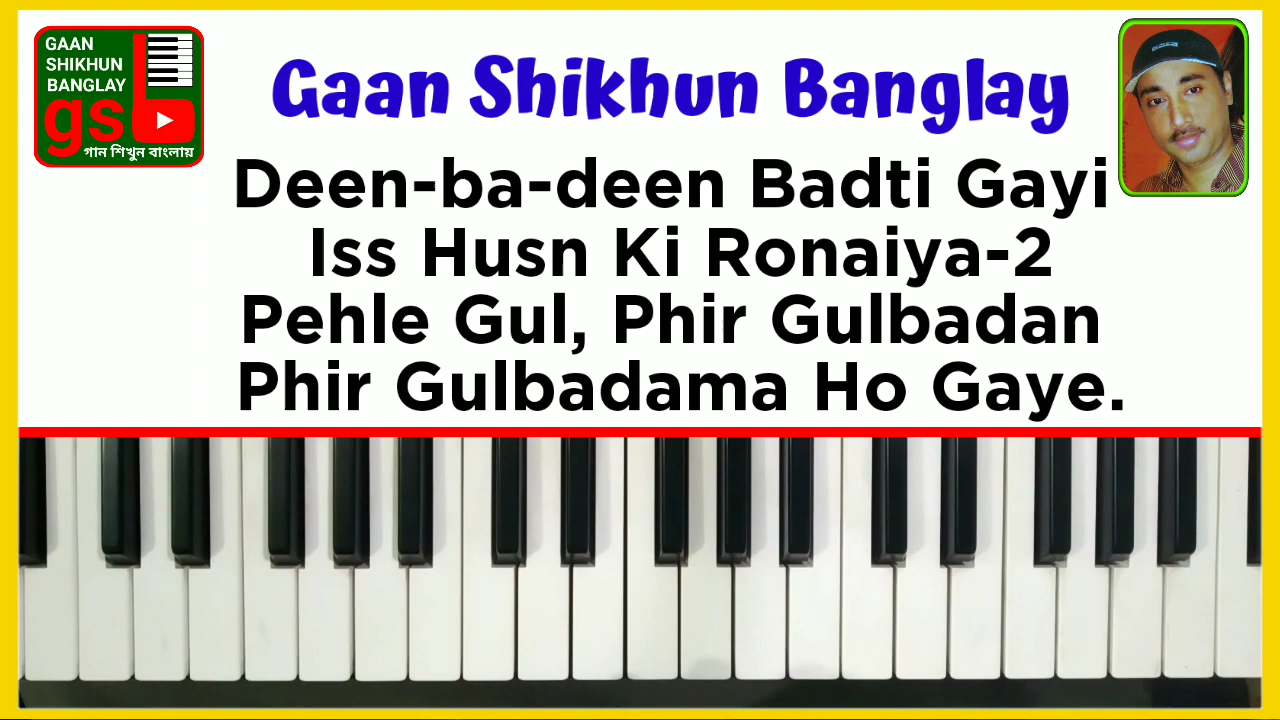 GAAN
SHIKHUN
BANGLAY
gsb
গান শিখুন বাংলায়
Gaan Shikhun Banglay
Deen-ba-deen Badti Gayi
Iss Husn Ki Ronaiya-2
Pehle Gul, Phir Gulbadan
Phir Gulbadama Ho Gaye.